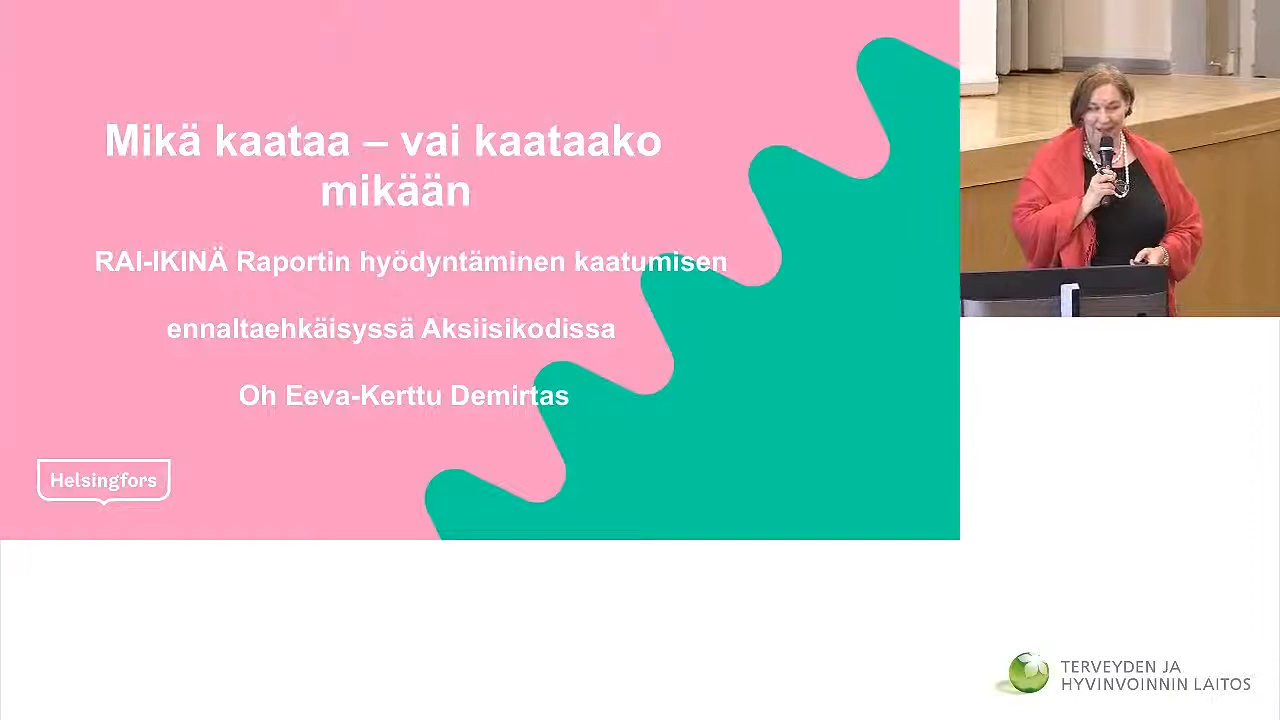 Mikä kaataa – vai kaataako
mikään
RAI-IKINÄ Raportin hyödyntäminen kaatumisen
ennaltaehkäisyssä Aksiisikodissa
Oh Eeva-Kerttu Demirtas
Helsingfors
TERVEYDEN JA
HYVINVOINNIN LAITOS